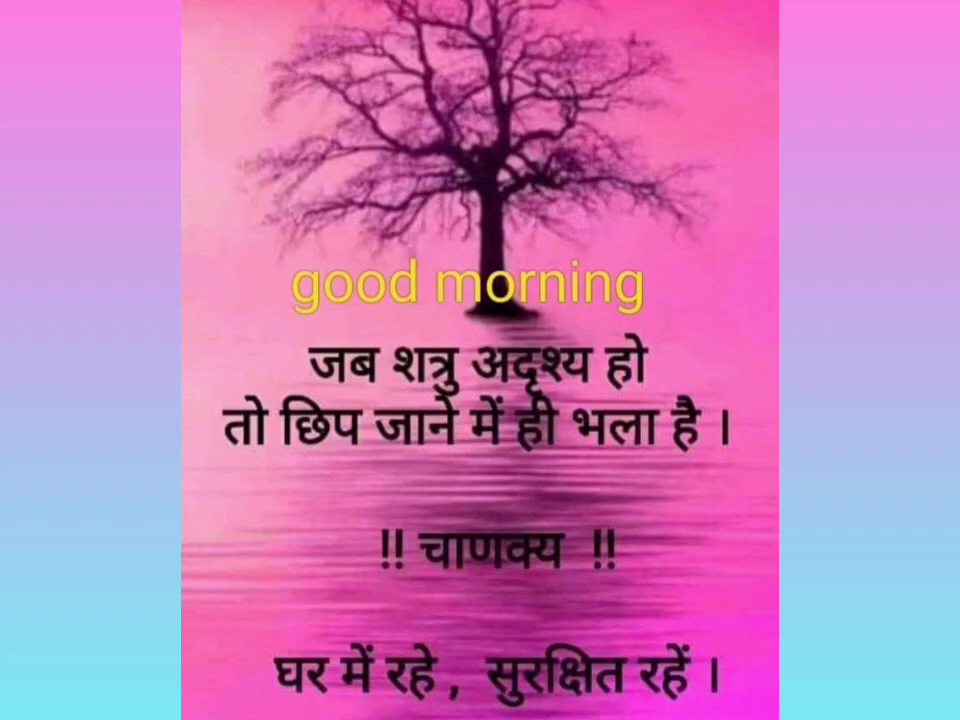 good morning
जब शत्रु अदृश्य हो
तो छिप जाने में ही भला है ।
!! चाणक्य !!
घर में रहे , सुरक्षित रहें ।